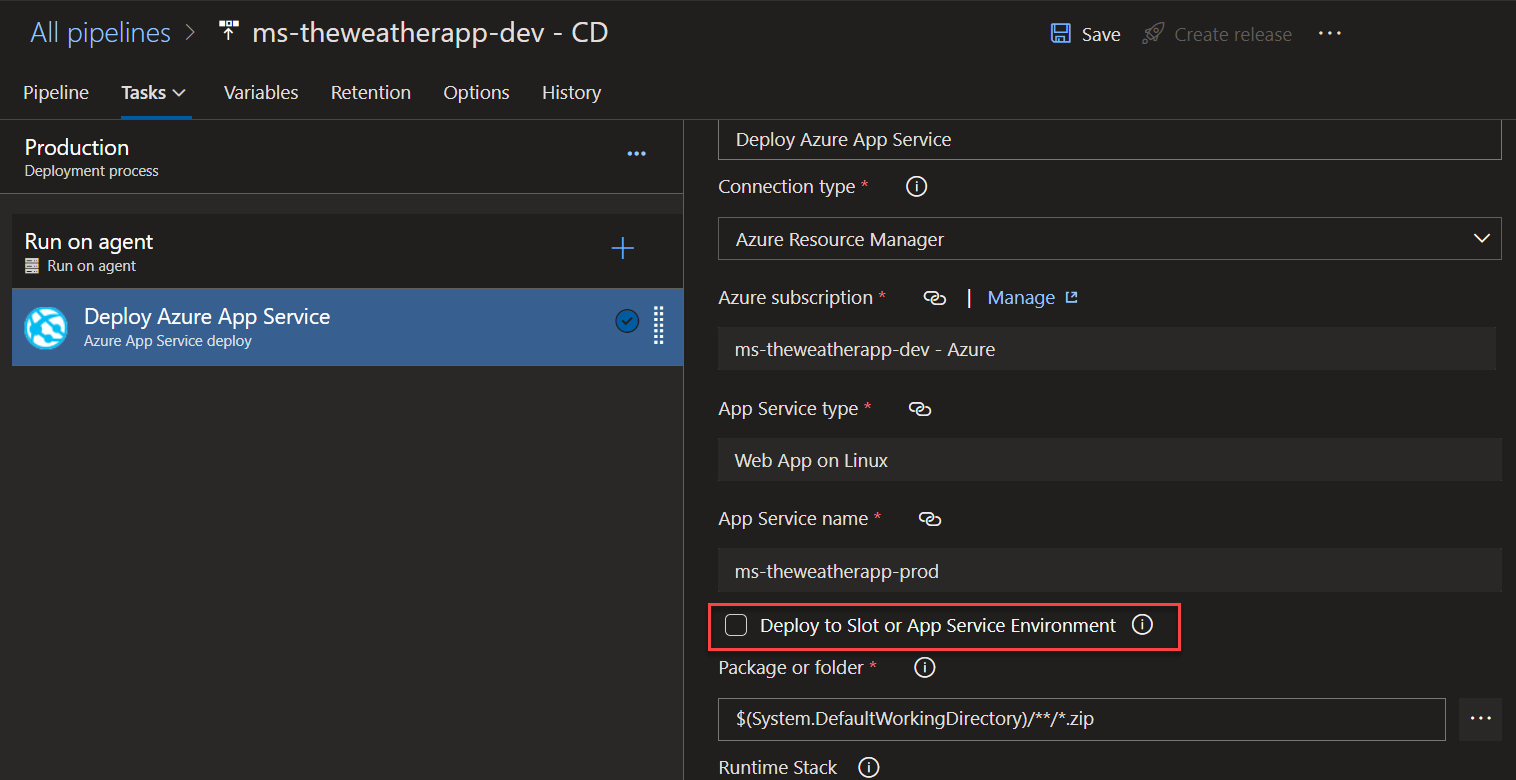 All pipelines > ms-theweatherapp-dev - CD
Save
Create release
Pipeline
Tasks
Variables
Retention
Options
History
Production
Deployment process
Run on agent
Run on agent
Deploy Azure App Service
Azure App Service deploy
Deploy Azure App Service
Connection type *
Azure Resource Manager
Azure subscription * | Manage
ms-theweatherapp-dev - Azure
App Service type *
Web App on Linux
App Service name *
ms-theweatherapp-prod
Deploy to Slot or App Service Environment
Package or folder *
$(System.DefaultWorkingDirectory)/**/*.zip
Runtime Stack